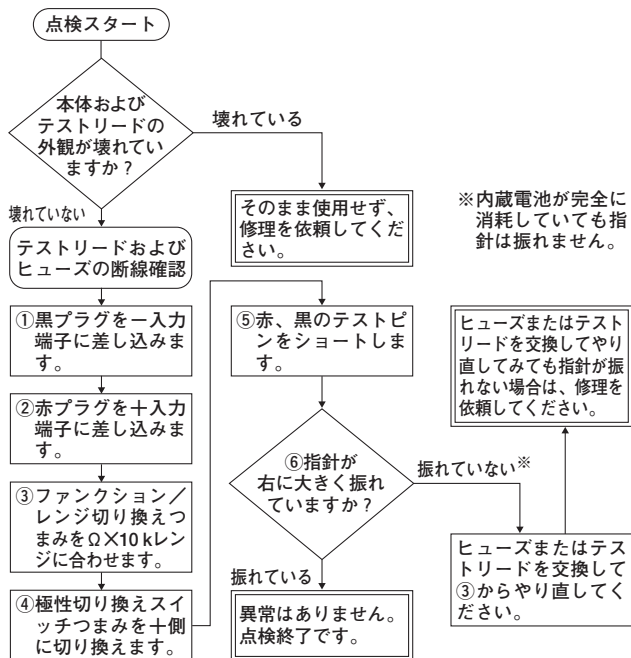 点検スタート
本体および
テストリードの
外観が壊れてい
ますか？
壊れている
そのまま使用せず、
修理を依頼してくだ
さい。
※内蔵電池が完全に
消耗していても指
針は振れません。
壊れていない
テストリードおよび
ヒューズの断線確認
①黒プラグを－入力
端子に差し込みま
す。
②赤プラグを＋入力
端子に差し込みま
す。
③ファンクション／
レンジ切り換えつ
まみをΩ×10 kレン
ジに合わせます。
④極性切り換えスイ
ッチつまみを＋側
に切り換えます。
⑤赤、黒のテストピ
ンをショートしま
す。
⑥指針が
右に大きく振れ
ていますか？
振れている
異常はありません。
点検終了です。
振れていない※
ヒューズまたはテス
トリードを交換して
③からやり直してく
ださい。
ヒューズまたはテスト
リードを交換してやり
直してみても指針が振
れない場合は、修理を
依頼してください。